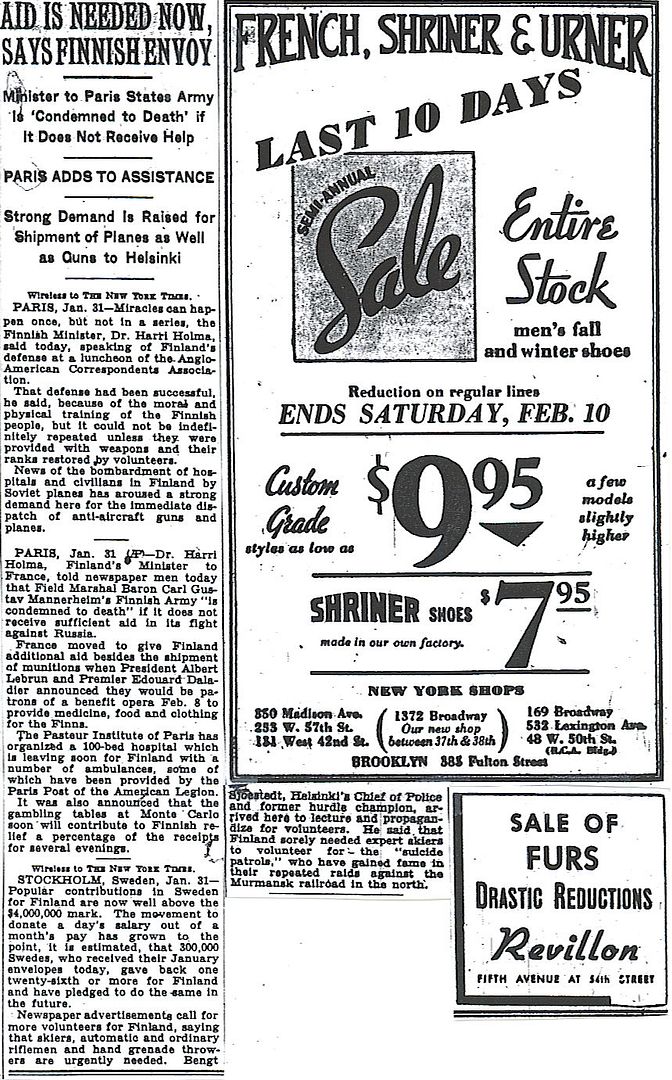 AID IS NEEDED NOW,
SAYS FINNISH ENVOY
Minister to Paris States Army
Is 'Condemned to Death' if
It Does Not Receive Help
PARIS ADDS TO ASSISTANCE
Strong Demand Is Raised for
Shipment of Planes as Well
as Guns to Helsinki
Wireless to THE NEW YORK TIMES.
PARIS, Jan. 31—Miracles can hap-
pen once, but not in a series, the
Finnish Minister, Dr. Harri Holma,
said today, speaking of Finland's
defense at a luncheon of the Anglo-
American Correspondents Associa-
tion.
That defense had been successful,
he said, because of the moral and
physical training of the Finnish
people, but it could not be indefi-
nitely repeated unless they were
provided with weapons and their
ranks restored by volunteers.
News of the bombardment of hos-
pitals and civilians in Finland by
Soviet planes has aroused a strong
demand here for the immediate dis-
patch of anti-aircraft guns and
planes.
PARIS, Jan. 31 (AP)—Dr. Harri
Holma, Finland's Minister to
France, told newspaper men today
that Field Marshal Baron Carl Gus-
tav Mannerheim's Finnish Army "is
condemned to death" if it does not
receive sufficient aid in its fight
against Russia.
France moved to give Finland
additional aid besides the shipment
of munitions when President Albert
Lebrun and Premier Edouard Dala-
dier announced they would be pa-
trons of a benefit opera Feb. 8 to
provide medicine, food and clothing
for the Finns.
The Pasteur Institute of Paris has
organized a 100-bed hospital which
is leaving soon for Finland with a
number of ambulances, some of
which have been provided by the
Paris Post of the American Legion.
It was also announced that the
gambling tables at Monte Carlo
soon will contribute to Finnish re-
lief a percentage of the receipts
for several evenings.
Wireless to THE NEW YORK TIMES.
STOCKHOLM, Sweden, Jan. 31—
Popular contributions in Sweden
for Finland are now well above the
$4,000,000 mark. The movement to
donate a day's salary out of a
month's pay has grown to the
point, it is estimated, that 300,000
Swedes, who received their January
envelopes today, gave back one
twenty-sixth or more for Finland
and have pledged to do the same in
the future.
Newspaper advertisements call for
more volunteers for Finland, saying
that skiers, automatic and ordinary
riflemen and hand grenade throw-
ers are urgently needed. Bengt
Sjoestedt, Helsinki's Chief of Police
and former hurdle champion, ar-
rived here to lecture and propagan-
dize for volunteers. He said that
Finland sorely needed expert skiers
to volunteer for the "suicide
patrols," who have gained fame in
their repeated raids against the
Murmansk railroad in the north.
FRENCH, SHRINER & URNER
LAST 10 DAYS
SEMI-ANNUAL
Sale
Entire
Stock
men's fall
and winter shoes
Reduction on regular lines
ENDS SATURDAY, FEB. 10
Custom
Grade
styles as low as
$9.95
a few
models
slightly
higher
SHRINER SHOES $7.95
made in our own factory.
NEW YORK SHOPS
350 Madison Ave.
253 W. 57th St.
131 West 42nd St.
1372 Broadway
Our new shop
between 37th & 38th
169 Broadway
532 Lexington Ave.
48 W. 50th St.
(R.C.A. Bldg.)
BROOKLYN 385 Fulton Street
SALE OF
FURS
DRASTIC REDUCTIONS
Revillon
FIFTH AVENUE AT 54th STREET